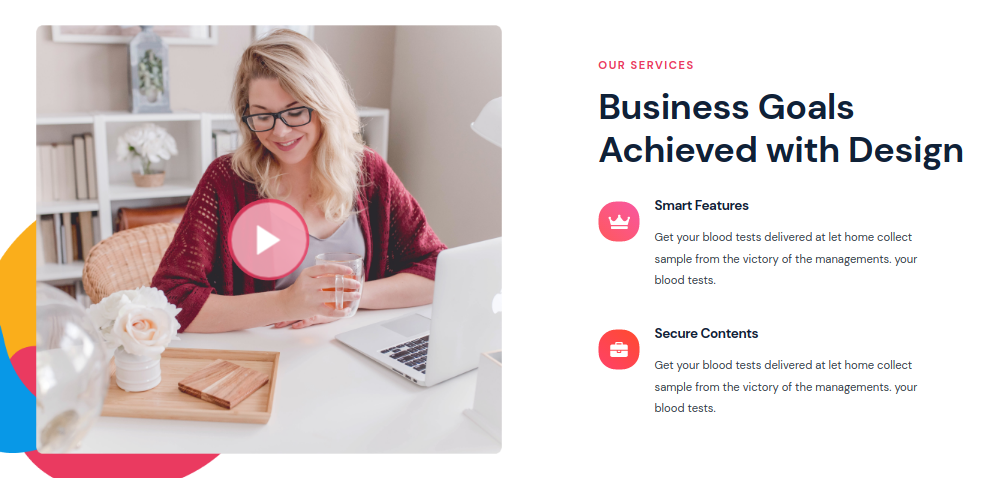 OUR SERVICES
Business Goals
Achieved with Design
Smart Features
Get your blood tests delivered at let home collect
sample from the victory of the managements. your
blood tests.
Secure Contents
Get your blood tests delivered at let home collect
sample from the victory of the managements. your
blood tests.